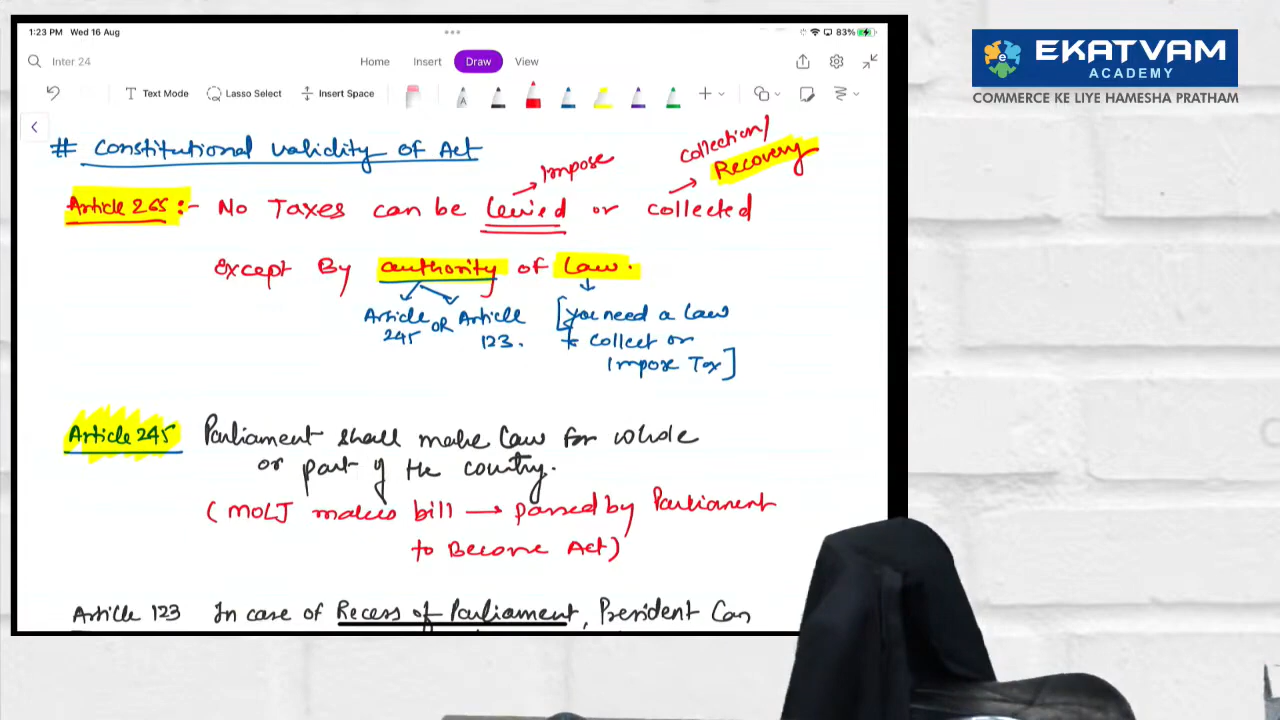 1:23 PM Wed 16 Aug
83%
Inter 24
Home Insert Draw View
Text Mode Lasso Select Insert Space
EKATVAM
ACADEMY
COMMERCE KE LIYE HAMESHA PRATHAM
# Constitutional validity of Act
Impose
collection/
Recovery
Article 265 :- No Taxes can be levied or collected
except By authority of law.
Article 245 OR Article 123.
[you need a law
to collect or
Impose Tax]
Article 245 Parliament shall make law for whole
or part of the country.
(MOLJ makes bill → passed by Parliament
to Become Act)
Article 123 In case of Recess of Parliament, President Can